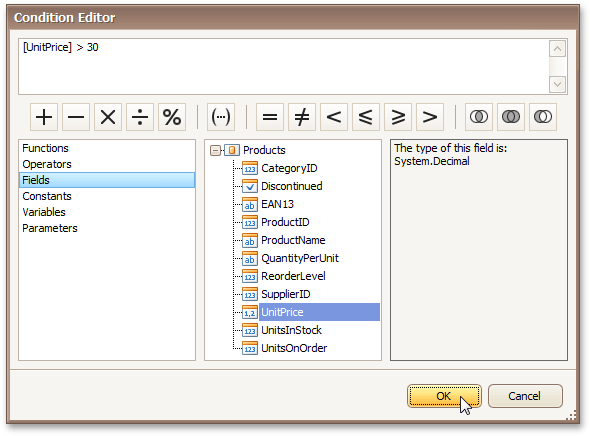 Condition Editor
[UnitPrice] > 30
+ − × ÷ % (···) = ≠ < ≤ ≥ >
Functions
Operators
Fields
Constants
Variables
Parameters
Products
123 CategoryID
Discontinued
ab EAN13
123 ProductID
ab ProductName
ab QuantityPerUnit
123 ReorderLevel
123 SupplierID
1,2 UnitPrice
123 UnitsInStock
123 UnitsOnOrder
The type of this field is:
System.Decimal
OK Cancel